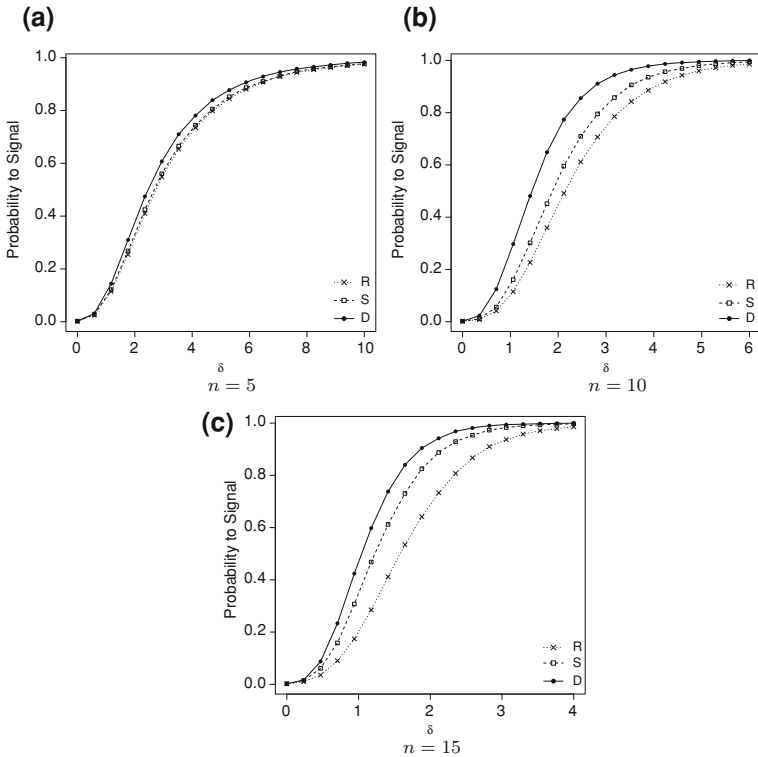 (a)
Probability to Signal
1.0
0.8
0.6
0.4
0.2
0.0
R
S
D
0 2 4 6 8 10
δ
n = 5
(b)
Probability to Signal
1.0
0.8
0.6
0.4
0.2
0.0
R
S
D
0 1 2 3 4 5 6
δ
n = 10
(c)
Probability to Signal
1.0
0.8
0.6
0.4
0.2
0.0
R
S
D
0 1 2 3 4
δ
n = 15